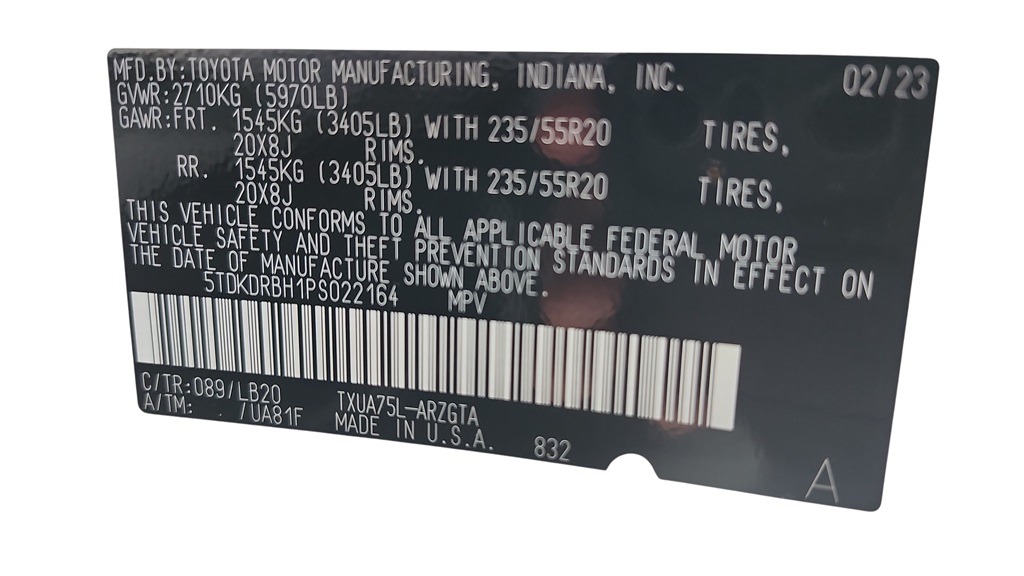 MFD.BY:TOYOTA MOTOR MANUFACTURING, INDIANA, INC. 02/23
GVWR:2710KG (5970LB)
GAWR:FRT. 1545KG (3405LB) WITH 235/55R20 TIRES,
20X8J RIMS.
RR. 1545KG (3405LB) WITH 235/55R20 TIRES,
20X8J RIMS.
THIS VEHICLE CONFORMS TO ALL APPLICABLE FEDERAL MOTOR
VEHICLE SAFETY AND THEFT PREVENTION STANDARDS IN EFFECT ON
THE DATE OF MANUFACTURE SHOWN ABOVE.
5TDKDRBH1PS022164 MPV
C/TR:089/LB20 TXUA75L-ARZGTA
A/TM: . /UA81F MADE IN U.S.A. 832
A